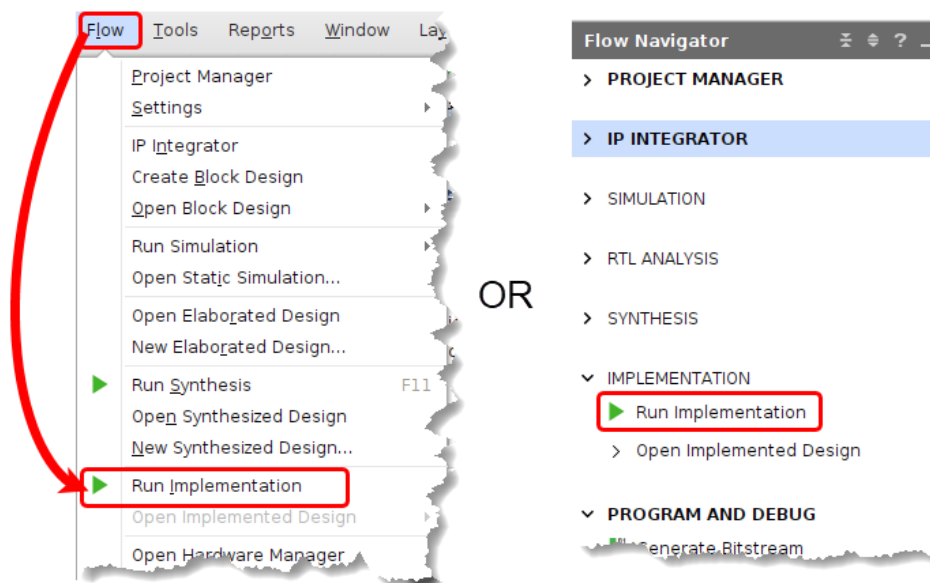 Flow Tools Reports Window Lay
Project Manager
Settings
IP Integrator
Create Block Design
Open Block Design
Run Simulation
Open Static Simulation...
Open Elaborated Design
New Elaborated Design...
Run Synthesis F11
Open Synthesized Design
New Synthesized Design...
Run Implementation
Open Implemented Design
Open Hardware Manager
OR
Flow Navigator ?
PROJECT MANAGER
IP INTEGRATOR
SIMULATION
RTL ANALYSIS
SYNTHESIS
IMPLEMENTATION
Run Implementation
Open Implemented Design
PROGRAM AND DEBUG
Generate Bitstream